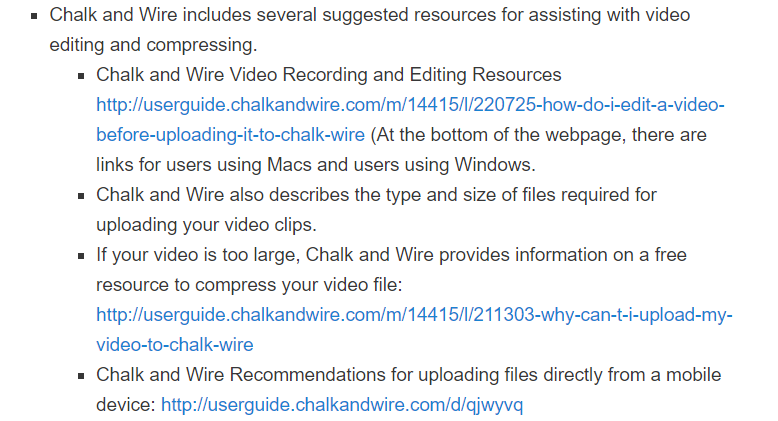 ▪ Chalk and Wire includes several suggested resources for assisting with video
editing and compressing.
▪ Chalk and Wire Video Recording and Editing Resources
http://userguide.chalkandwire.com/m/14415/l/220725-how-do-i-edit-a-video-
before-uploading-it-to-chalk-wire (At the bottom of the webpage, there are
links for users using Macs and users using Windows.
▪ Chalk and Wire also describes the type and size of files required for
uploading your video clips.
▪ If your video is too large, Chalk and Wire provides information on a free
resource to compress your video file:
http://userguide.chalkandwire.com/m/14415/l/211303-why-can-t-i-upload-my-
video-to-chalk-wire
▪ Chalk and Wire Recommendations for uploading files directly from a mobile
device: http://userguide.chalkandwire.com/d/qjwyvq